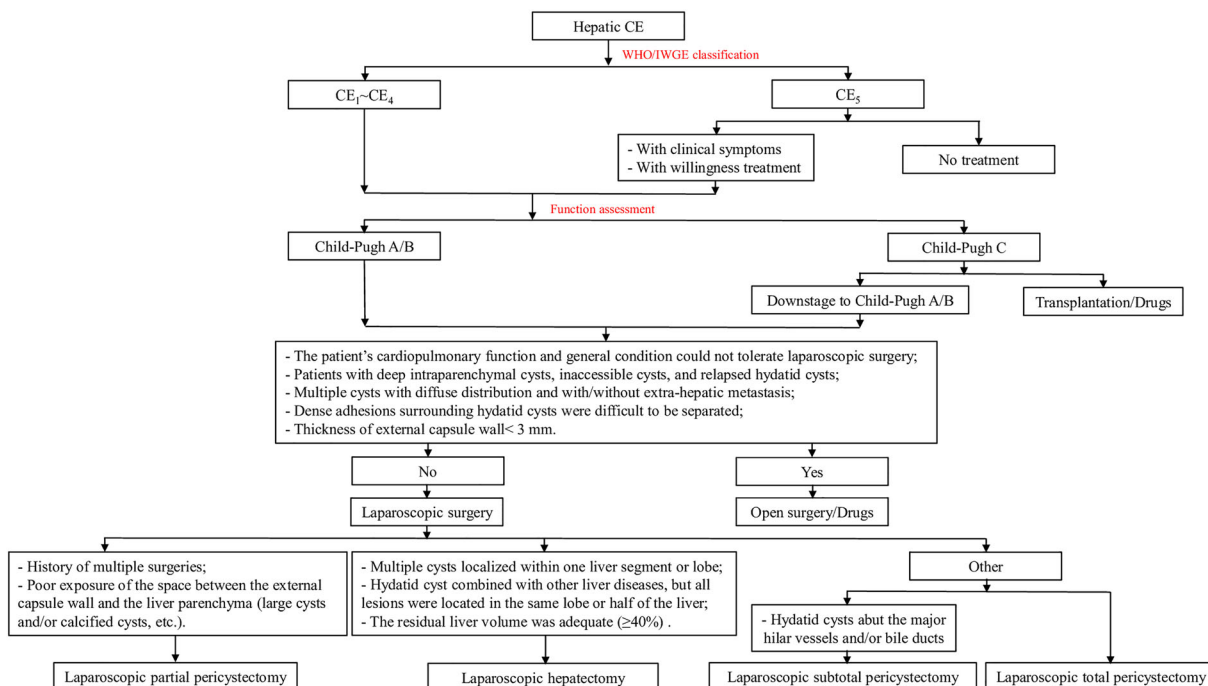 Hepatic CE
WHO/IWGE classification
CE₁~CE₄
CE₅
- With clinical symptoms
- With willingness treatment
No treatment
Function assessment
Child-Pugh A/B
Child-Pugh C
Downstage to Child-Pugh A/B
Transplantation/Drugs
- The patient's cardiopulmonary function and general condition could not tolerate laparoscopic surgery;
- Patients with deep intraparenchymal cysts, inaccessible cysts, and relapsed hydatid cysts;
- Multiple cysts with diffuse distribution and with/without extra-hepatic metastasis;
- Dense adhesions surrounding hydatid cysts were difficult to be separated;
- Thickness of external capsule wall< 3 mm.
No
Yes
Laparoscopic surgery
Open surgery/Drugs
- History of multiple surgeries;
- Poor exposure of the space between the external
capsule wall and the liver parenchyma (large cysts
and/or calcified cysts, etc.).
- Multiple cysts localized within one liver segment or lobe;
- Hydatid cyst combined with other liver diseases, but all
lesions were located in the same lobe or half of the liver;
- The residual liver volume was adequate (≥40%) .
Other
- Hydatid cysts abut the major
hilar vessels and/or bile ducts
Laparoscopic partial pericystectomy
Laparoscopic hepatectomy
Laparoscopic subtotal pericystectomy
Laparoscopic total pericystectomy